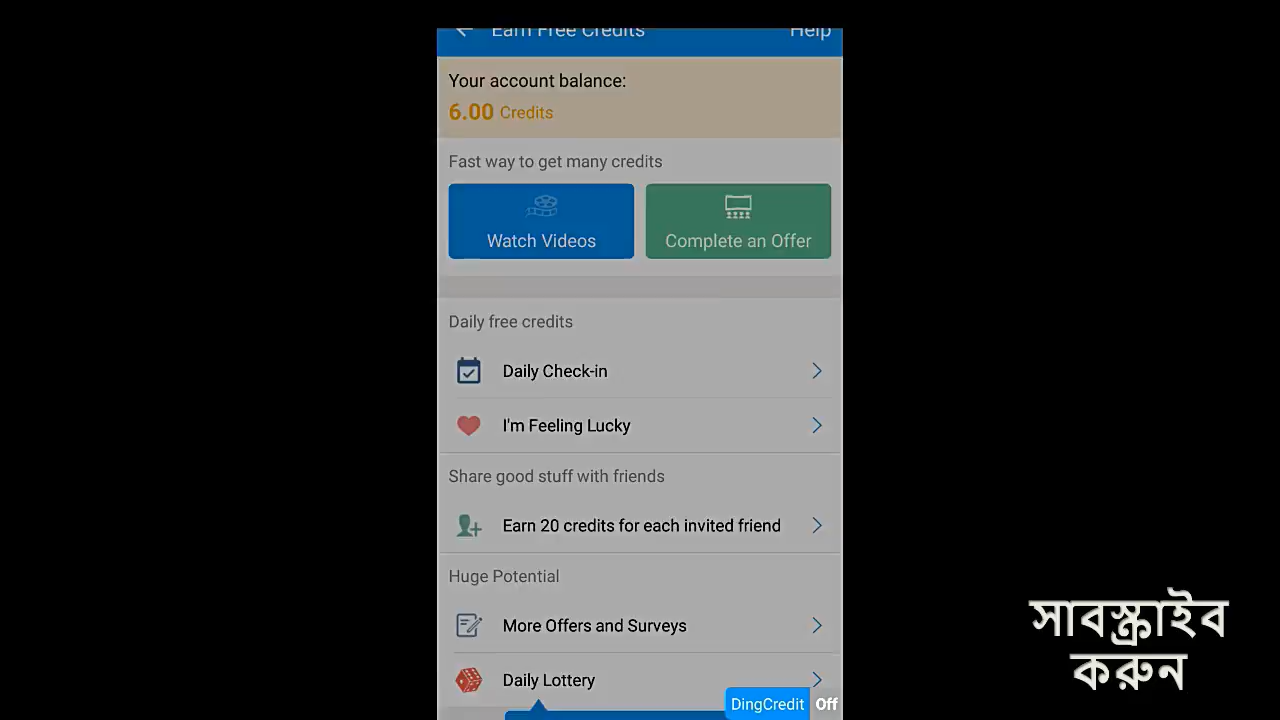 Earn Free Credits Help
Your account balance:
6.00 Credits
Fast way to get many credits
Watch Videos Complete an Offer
Daily free credits
Daily Check-in
I'm Feeling Lucky
Share good stuff with friends
Earn 20 credits for each invited friend
Huge Potential
More Offers and Surveys
Daily Lottery
DingCredit Off
সাবস্ক্রাইব
করুন